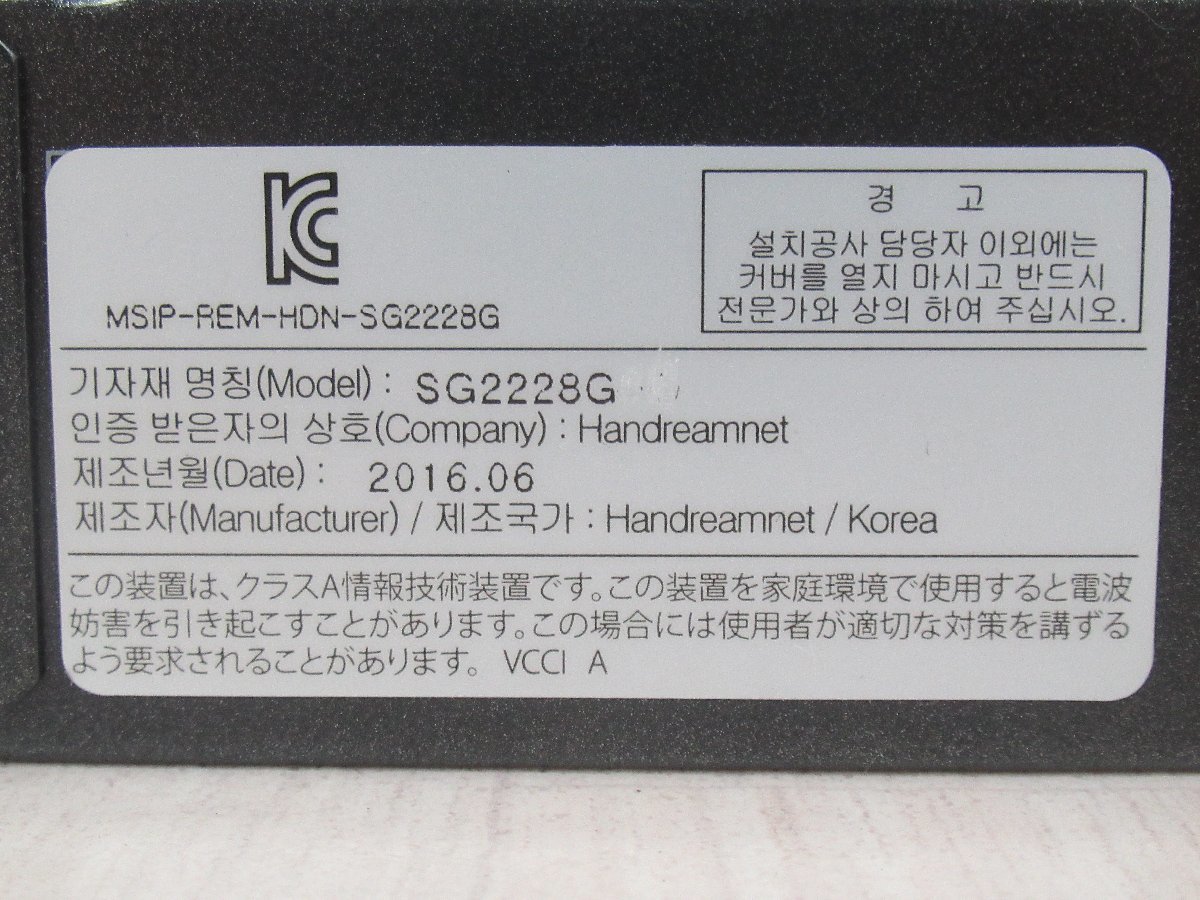 KC
MSIP-REM-HDN-SG2228G
경 고
설치공사 담당자 이외에는
커버를 열지 마시고 반드시
전문가와 상의 하여 주십시오.
기자재 명칭(Model) : SG2228G
인증 받은자의 상호(Company) : Handreamnet
제조년월(Date) : 2016.06
제조자(Manufacturer) / 제조국가 : Handreamnet / Korea
この装置は、クラスA情報技術装置です。この装置を家庭環境で使用すると電波
妨害を引き起こすことがあります。この場合には使用者が適切な対策を講ずる
よう要求されることがあります。 VCCI A